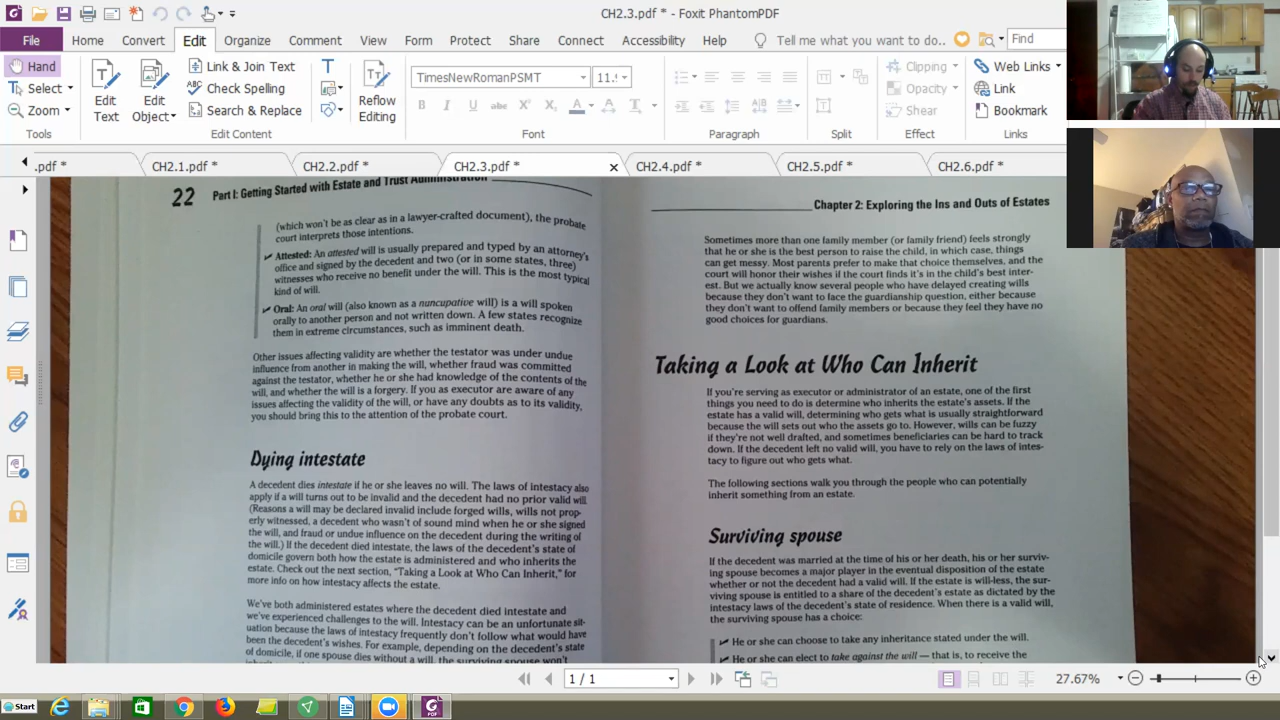 CH2.3.pdf * - Foxit PhantomPDF
File Home Convert Edit Organize Comment View Form Protect Share Connect Accessibility Help Tell me what you want to do.. Find
Hand
Select
Zoom
Tools
Edit Text
Edit Object
Link & Join Text
Check Spelling
Search & Replace
Edit Content
Reflow Editing
TimesNewRomanPSMT
Font
Paragraph
Split
Clipping
Opacity
Shear
Effect
Web Links
Link
Bookmark
Links
.pdf * CH2.1.pdf * CH2.2.pdf * CH2.3.pdf * CH2.4.pdf * CH2.5.pdf * CH2.6.pdf *
22 Part I: Getting Started with Estate and Trust Administration
(which won't be as clear as in a lawyer-crafted document), the probate
court interprets those intentions.
✓ Attested: An attested will is usually prepared and typed by an attorney's
office and signed by the decedent and two (or in some states, three)
witnesses who receive no benefit under the will. This is the most typical
kind of will.
✓ Oral: An oral will (also known as a nuncupative will) is a will spoken
orally to another person and not written down. A few states recognize
them in extreme circumstances, such as imminent death.
Other issues affecting validity are whether the testator was under undue
influence from another in making the will, whether fraud was committed
against the testator, whether he or she had knowledge of the contents of the
will, and whether the will is a forgery. If you as executor are aware of any
issues affecting the validity of the will, or have any doubts as to its validity,
you should bring this to the attention of the probate court.
Dying intestate
A decedent dies intestate if he or she leaves no will. The laws of intestacy also
apply if a will turns out to be invalid and the decedent had no prior valid will
(Reasons a will may be declared invalid include forged wills, wills not prop-
erly witnessed, a decedent who wasn't of sound mind when he or she signed
the will, and fraud or undue influence on the decedent during the writing of
the will.) If the decedent died intestate, the laws of the decedent's state of
domicile govern both how the estate is administered and who inherits the
estate. Check out the next section, "Taking a Look at Who Can Inherit," for
more info on how intestacy affects the estate.
We've both administered estates where the decedent died intestate and
we've experienced challenges to the will. Intestacy can be an unfortunate sit-
uation because the laws of intestacy frequently don't follow what would have
been the decedent's wishes. For example, depending on the decedent's state
of domicile, if one spouse dies without a will, the surviving spouse won't
Chapter 2: Exploring the Ins and Outs of Estates
Sometimes more than one family member (or family friend) feels strongly
that he or she is the best person to raise the child, in which case, things
can get messy. Most parents prefer to make that choice themselves, and the
court will honor their wishes if the court finds it's in the child's best inter-
est. But we actually know several people who have delayed creating wills
because they don't want to face the guardianship question, either because
they don't want to offend family members or because they feel they have no
good choices for guardians.
Taking a Look at Who Can Inherit
If you're serving as executor or administrator of an estate, one of the first
things you need to do is determine who inherits the estate's assets. If the
estate has a valid will, determining who gets what is usually straightforward
because the will sets out who the assets go to. However, wills can be fuzzy
if they're not well drafted, and sometimes beneficiaries can be hard to track
down. If the decedent left no valid will, you have to rely on the laws of intes-
tacy to figure out who gets what.
The following sections walk you through the people who can potentially
inherit something from an estate.
Surviving spouse
If the decedent was married at the time of his or her death, his or her surviv-
ing spouse becomes a major player in the eventual disposition of the estate
whether or not the decedent had a valid will. If the estate is will-less, the sur-
viving spouse is entitled to a share of the decedent's estate as dictated by the
intestacy laws of the decedent's state of residence. When there is a valid will,
the surviving spouse has a choice:
✓ He or she can choose to take any inheritance stated under the will.
✓ He or she can elect to take against the will — that is, to receive the
1 / 1
27.67%
Start